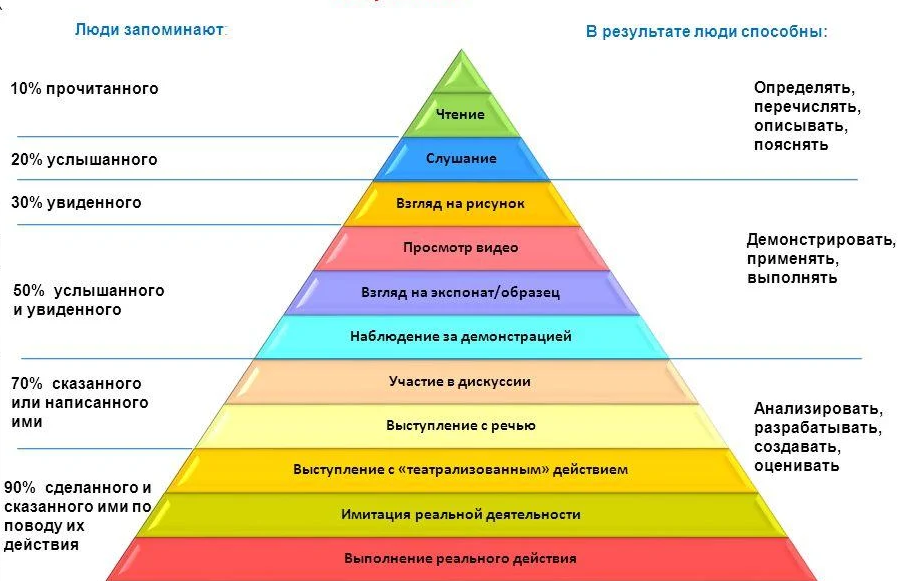 Люди запоминают:
В результате люди способны:
10% прочитанного
20% услышанного
30% увиденного
50% услышанного
и увиденного
70% сказанного
или написанного
ими
90% сделанного и
сказанного ими по
поводу их
действия
Чтение
Слушание
Взгляд на рисунок
Просмотр видео
Взгляд на экспонат/образец
Наблюдение за демонстрацией
Участие в дискуссии
Выступление с речью
Выступление с «театрализованным» действием
Имитация реальной деятельности
Выполнение реального действия
Определять,
перечислять,
описывать,
пояснять
Демонстрировать,
применять,
выполнять
Анализировать,
разрабатывать,
создавать,
оценивать